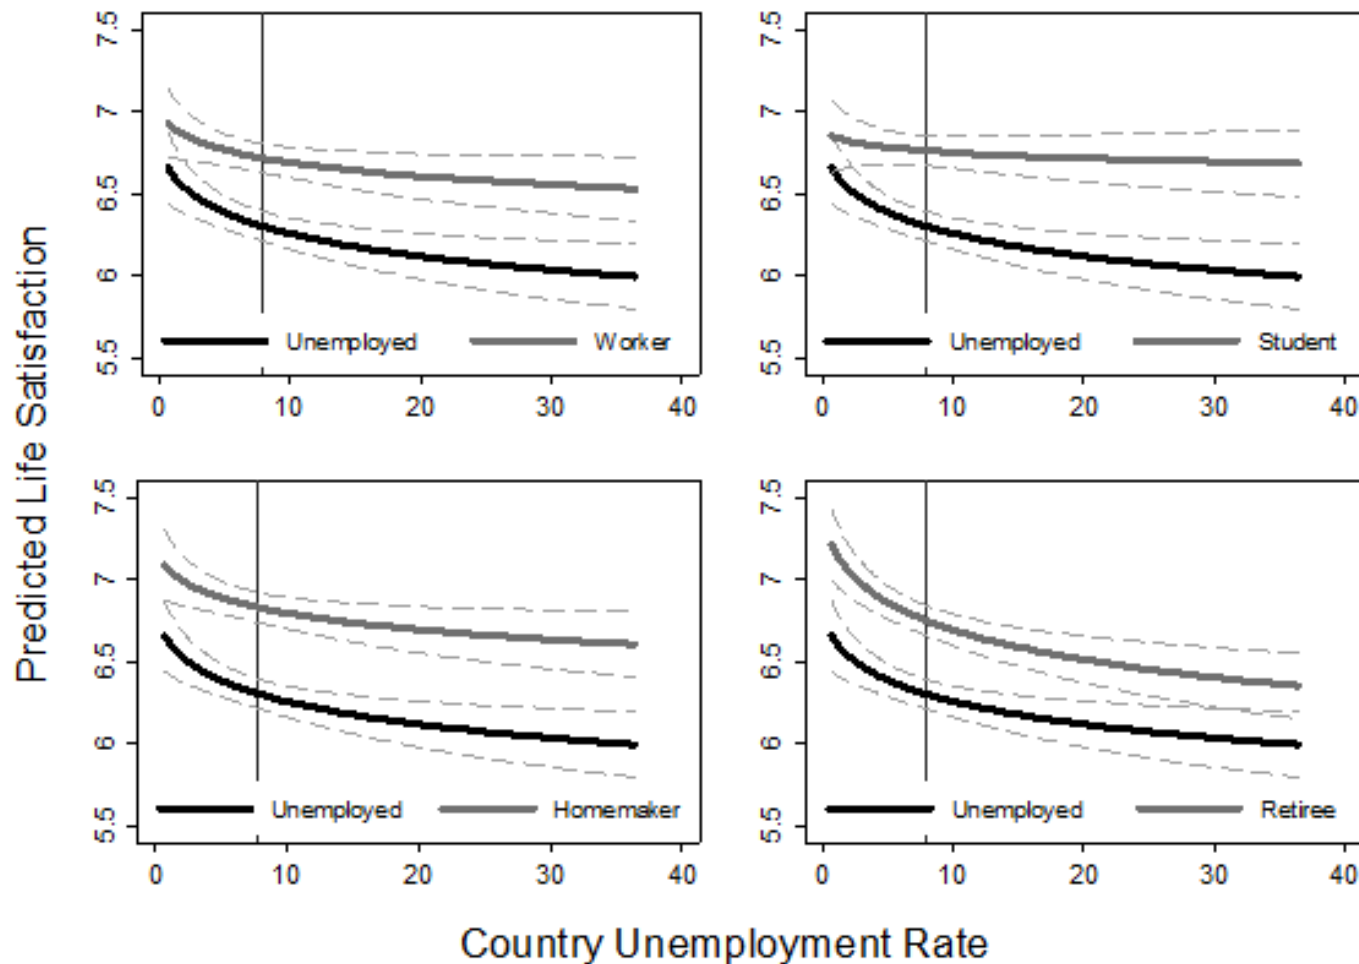 Predicted Life Satisfaction
7.5
7
6.5
6
5.5
Unemployed Worker
0 10 20 30 40
7.5
7
6.5
6
5.5
Unemployed Student
0 10 20 30 40
7.5
7
6.5
6
5.5
Unemployed Homemaker
0 10 20 30 40
7.5
7
6.5
6
5.5
Unemployed Retiree
0 10 20 30 40
Country Unemployment Rate